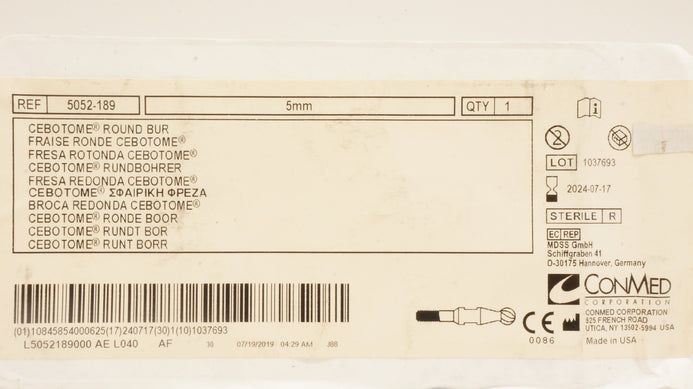 REF 5052-189 5mm QTY 1
CEBOTOME® ROUND BUR
FRAISE RONDE CEBOTOME®
FRESA ROTONDA CEBOTOME®
CEBOTOME® RUNDBOHRER
FRESA REDONDA CEBOTOME®
CEBOTOME® ΣΦΑΙΡΙΚΗ ΦΡΕΖΑ
BROCA REDONDA CEBOTOME®
CEBOTOME® RONDE BOOR
CEBOTOME® RUNDT BOR
CEBOTOME® RUNT BORR
i
2
LOT 1037693
2024-07-17
STERILE R
EC REP
MDSS GmbH
Schiffgraben 41
D-30175 Hannover, Germany
CONMED
CORPORATION
CONMED CORPORATION
525 FRENCH ROAD
UTICA, NY 13502-5994 USA
Made in USA
CE
0086
(01)10845854000625(17)240717(30)1(10)1037693
L5052189000 AE L040 AF 30 07/19/2019 04:29 AM J88